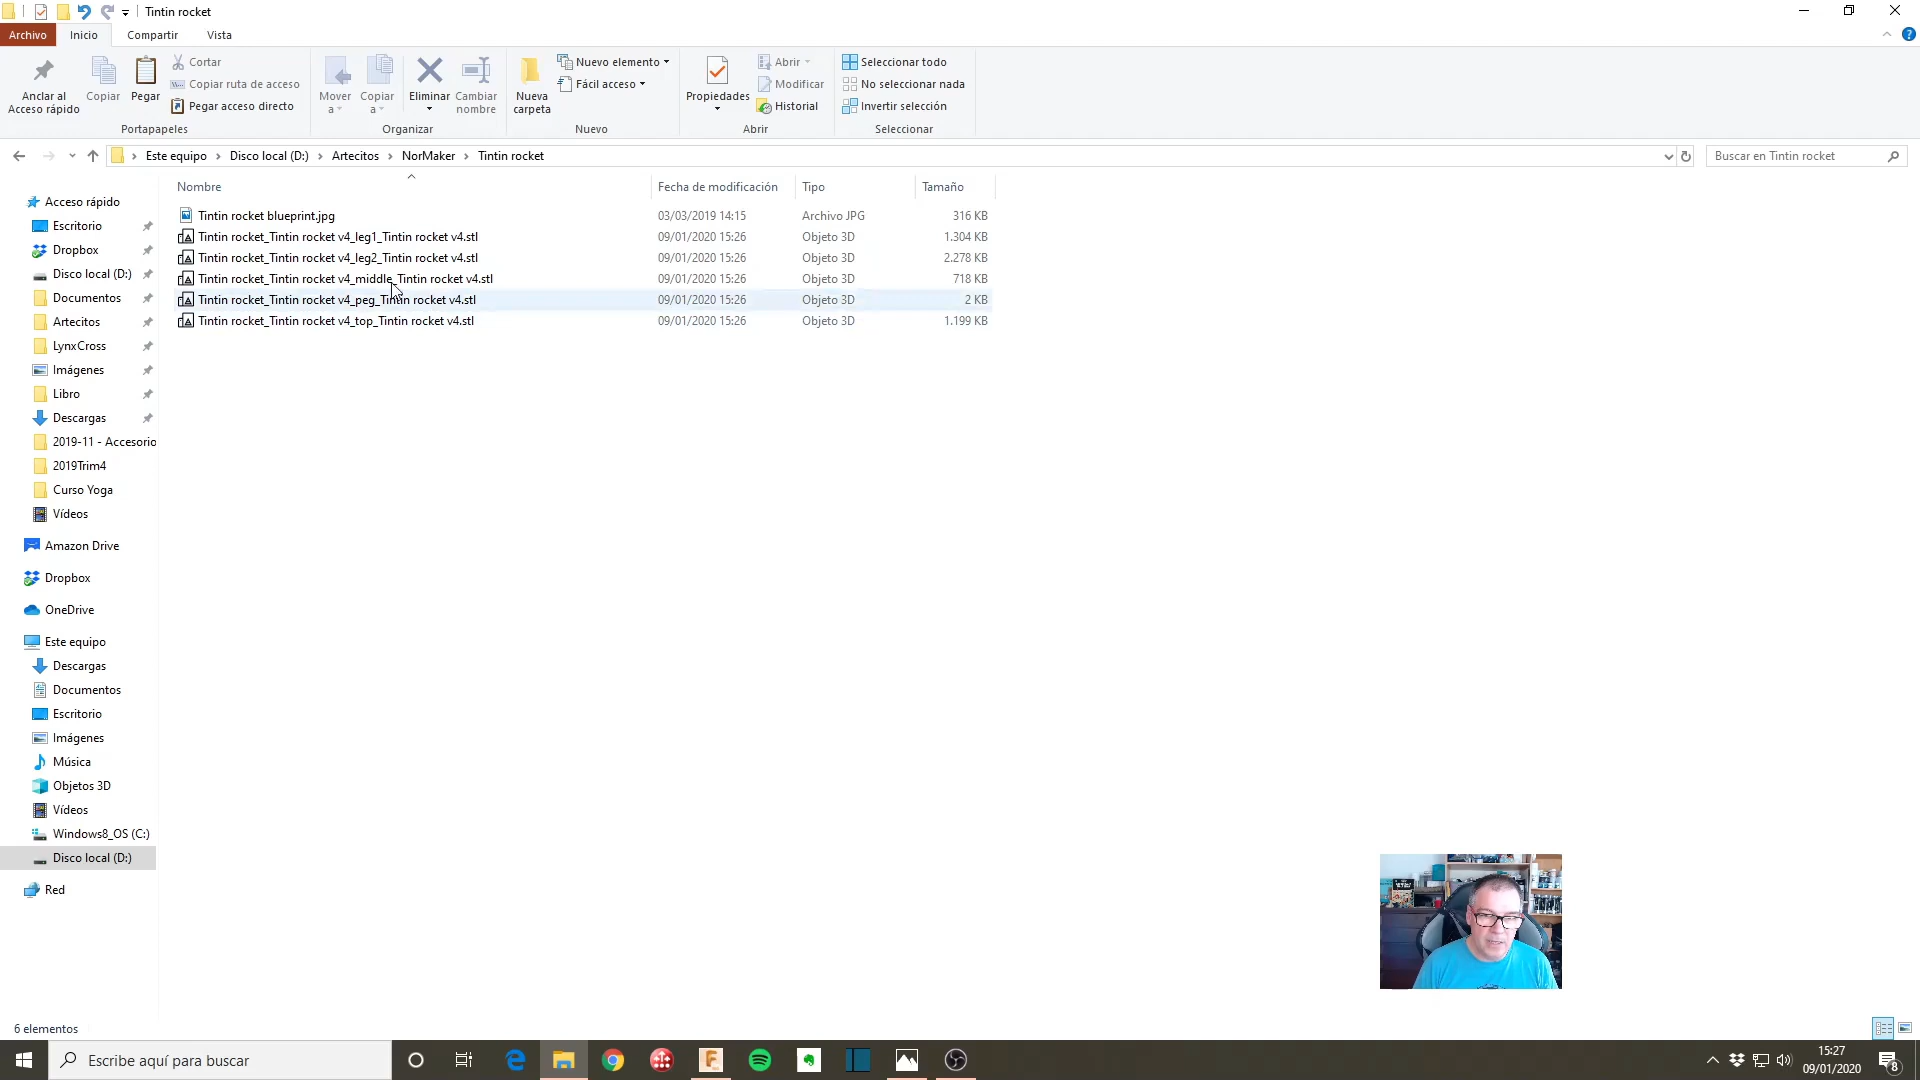 Tintin rocket
Archivo Inicio Compartir Vista
Anclar al Acceso rápido
Copiar
Pegar
Cortar
Copiar ruta de acceso
Pegar acceso directo
Portapapeles
Mover a
Copiar a
Eliminar
Cambiar nombre
Organizar
Nueva carpeta
Nuevo elemento
Fácil acceso
Nuevo
Propiedades
Abrir
Modificar
Historial
Abrir
Seleccionar todo
No seleccionar nada
Invertir selección
Seleccionar
Este equipo > Disco local (D:) > Artecitos > NorMaker > Tintin rocket
Buscar en Tintin rocket
Nombre Fecha de modificación Tipo Tamaño
Tintin rocket blueprint.jpg 03/03/2019 14:15 Archivo JPG 316 KB
Tintin rocket_Tintin rocket v4_leg1_Tintin rocket v4.stl 09/01/2020 15:26 Objeto 3D 1.304 KB
Tintin rocket_Tintin rocket v4_leg2_Tintin rocket v4.stl 09/01/2020 15:26 Objeto 3D 2.278 KB
Tintin rocket_Tintin rocket v4_middle_Tintin rocket v4.stl 09/01/2020 15:26 Objeto 3D 718 KB
Tintin rocket_Tintin rocket v4_peg_Tintin rocket v4.stl 09/01/2020 15:26 Objeto 3D 2 KB
Tintin rocket_Tintin rocket v4_top_Tintin rocket v4.stl 09/01/2020 15:26 Objeto 3D 1.199 KB
Acceso rápido
Escritorio
Dropbox
Disco local (D:)
Documentos
Artecitos
LynxCross
Imágenes
Libro
Descargas
2019-11 - Accesorio
2019Trim4
Curso Yoga
Vídeos
Amazon Drive
Dropbox
OneDrive
Este equipo
Descargas
Documentos
Escritorio
Imágenes
Música
Objetos 3D
Vídeos
Windows8_OS (C:)
Disco local (D:)
Red
6 elementos
Escribe aquí para buscar
15:27
09/01/2020
8